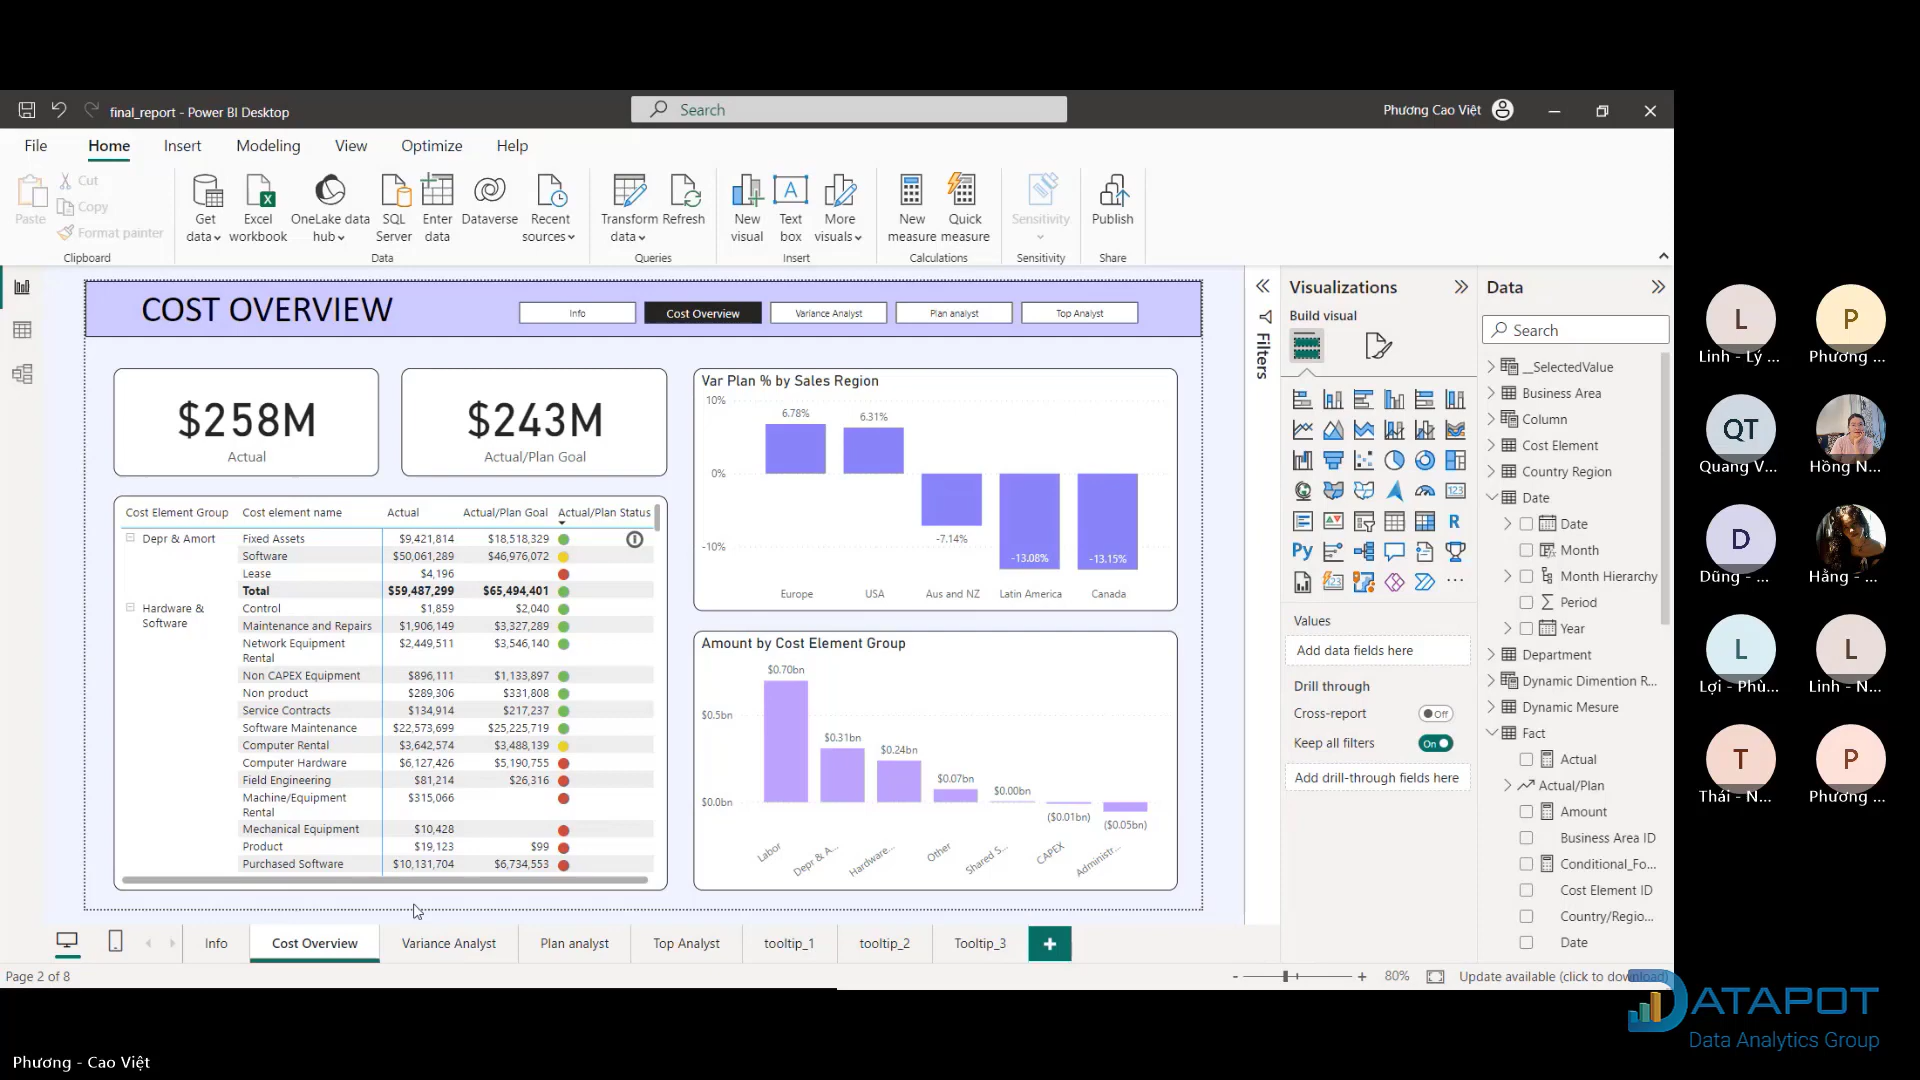 final_report - Power BI Desktop
Search
Phương Cao Việt
File Home Insert Modeling View Optimize Help
Paste
Cut
Copy
Format painter
Clipboard
Get data
Excel workbook
OneLake data hub
SQL Server
Enter data
Dataverse
Recent sources
Data
Transform data
Refresh
Queries
New visual
Text box
More visuals
Insert
New measure
Quick measure
Calculations
Sensitivity
Sensitivity
Publish
Share
COST OVERVIEW
Info
Cost Overview
Variance Analyst
Plan analyst
Top Analyst
$258M
Actual
$243M
Actual/Plan Goal
Cost Element Group Cost element name Actual Actual/Plan Goal Actual/Plan Status
Depr & Amort Fixed Assets $9,421,814 $18,518,329
Software $50,061,289 $46,976,072
Lease $4,196
Total $59,487,299 $65,494,401
Hardware & Software Control $1,859 $2,040
Maintenance and Repairs $1,906,149 $3,327,289
Network Equipment Rental $2,449,511 $3,546,140
Non CAPEX Equipment $896,111 $1,133,897
Non product $289,306 $331,808
Service Contracts $134,914 $217,237
Software Maintenance $22,573,699 $25,225,719
Computer Rental $3,642,574 $3,488,139
Computer Hardware $6,127,426 $5,190,755
Field Engineering $81,214 $26,316
Machine/Equipment Rental $315,066
Mechanical Equipment $10,428
Product $19,123 $99
Purchased Software $10,131,704 $6,734,553
Var Plan % by Sales Region
10%
0%
-10%
6.78%
6.31%
-7.14%
-13.08%
-13.15%
Europe USA Aus and NZ Latin America Canada
Amount by Cost Element Group
$0.5bn
$0.0bn
$0.70bn
$0.31bn
$0.24bn
$0.07bn
$0.00bn
($0.01bn)
($0.05bn)
Labor Depr & A... Hardware... Other Shared S... CAPEX Administr...
Filters
Visualizations
Build visual
R
Py
123
Values
Add data fields here
Drill through
Cross-report Off
Keep all filters On
Add drill-through fields here
Data
Search
__SelectedValue
Business Area
Column
Cost Element
Country Region
Date
Date
Month
Month Hierarchy
Period
Year
Department
Dynamic Dimention R...
Dynamic Mesure
Fact
Actual
Actual/Plan
Amount
Business Area ID
Conditional_Fo...
Cost Element ID
Country/Regio...
Date
Info Cost Overview Variance Analyst Plan analyst Top Analyst tooltip_1 tooltip_2 Tooltip_3
Page 2 of 8
80%
Update available (click to download)
L
Linh - Lý ...
P
Phương ...
QT
Quang V...
Hồng N...
D
Dũng - ...
Hằng - ...
L
Lợi - Phù...
L
Linh - N...
T
Thái - N...
P
Phương ...
DATAPOT
Data Analytics Group
Phương - Cao Việt